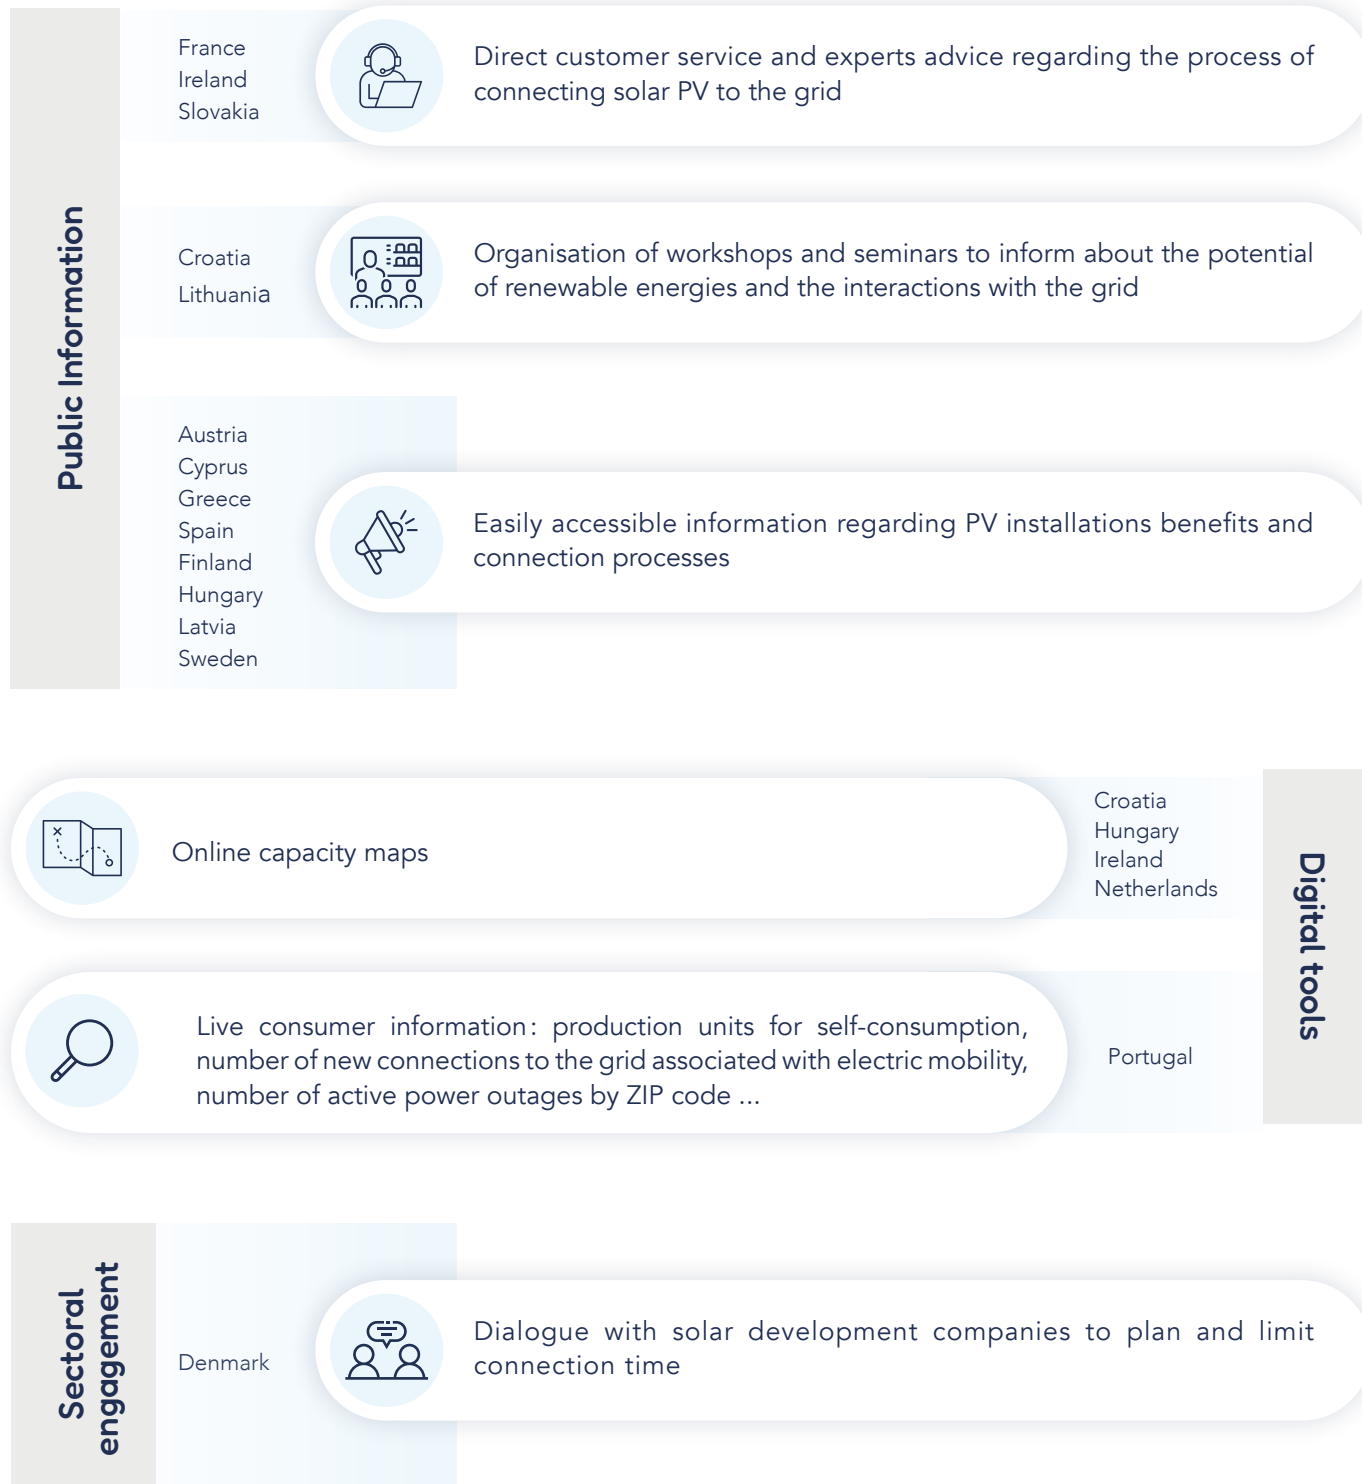 Public Information
France
Ireland
Slovakia
Direct customer service and experts advice regarding the process of
connecting solar PV to the grid
Croatia
Lithuania
Organisation of workshops and seminars to inform about the potential
of renewable energies and the interactions with the grid
Austria
Cyprus
Greece
Spain
Finland
Hungary
Latvia
Sweden
Easily accessible information regarding PV installations benefits and
connection processes
Digital tools
Online capacity maps
Croatia
Hungary
Ireland
Netherlands
Live consumer information: production units for self-consumption,
number of new connections to the grid associated with electric mobility,
number of active power outages by ZIP code ...
Portugal
Sectoral
engagement
Denmark
Dialogue with solar development companies to plan and limit
connection time